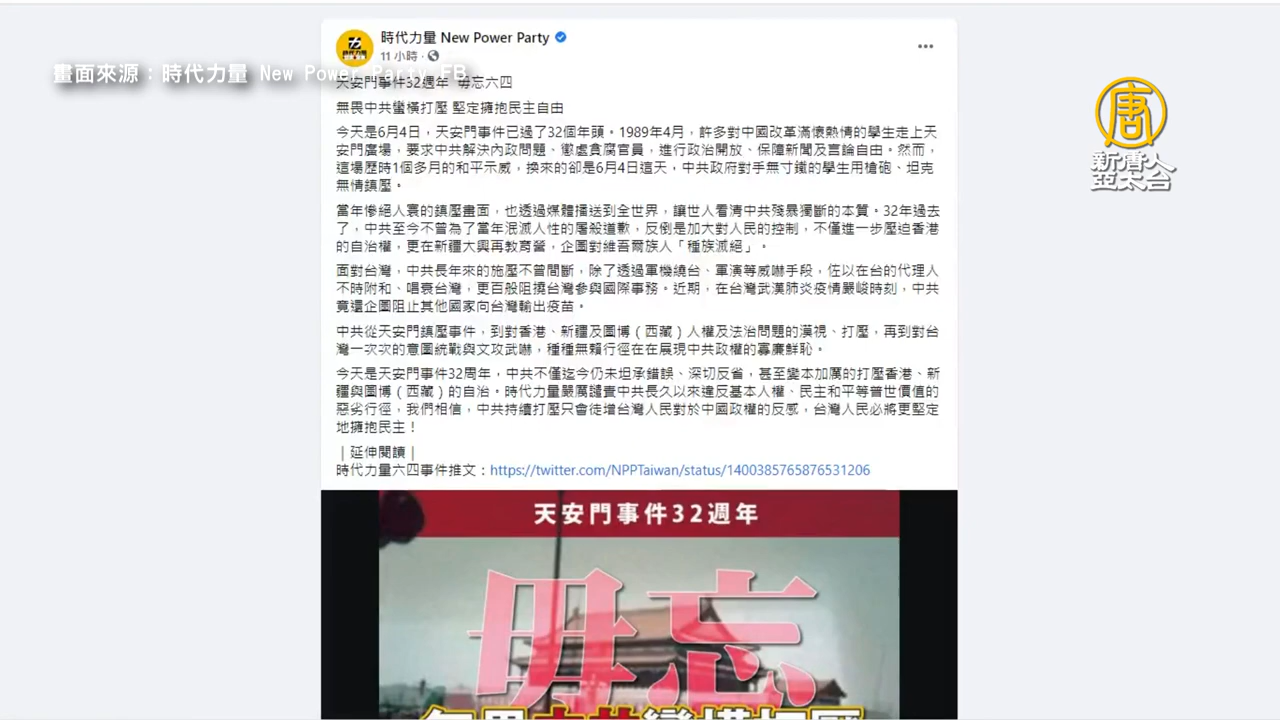 時代力量 New Power Party
11 小時
畫面來源：時代力量 New Power Party FB
天安門事件32週年 毋忘六四
無畏中共蠻橫打壓 堅定擁抱民主自由
今天是6月4日，天安門事件已過了32個年頭。1989年4月，許多對中國改革滿懷熱情的學生走上天
安門廣場，要求中共解決內政問題、懲處貪腐官員，進行政治開放、保障新聞及言論自由。然而，
這場歷時1個多月的和平示威，換來的卻是6月4日這天，中共政府對手無寸鐵的學生用槍砲、坦克
無情鎮壓。
當年慘絕人寰的鎮壓畫面，也透過媒體播送到全世界，讓世人看清中共殘暴獨斷的本質。32年過去
了，中共至今不曾為了當年泯滅人性的屠殺道歉，反倒是加大對人民的控制，不僅進一步壓迫香港
的自治權，更在新疆大興再教育營，企圖對維吾爾族人「種族滅絕」。
面對台灣，中共長年來的施壓不曾間斷，除了透過軍機繞台、軍演等威嚇手段，佐以在台的代理人
不時附和、唱衰台灣，更百般阻撓台灣參與國際事務。近期，在台灣武漢肺炎疫情嚴峻時刻，中共
竟還企圖阻止其他國家向台灣輸出疫苗。
中共從天安門鎮壓事件，到對香港、新疆及圖博（西藏）人權及法治問題的漠視、打壓，再到對台
灣一次次的意圖統戰與文攻武嚇，種種無賴行徑在在展現中共政權的寡廉鮮恥。
今天是天安門事件32周年，中共不僅迄今仍未坦承錯誤、深切反省，甚至變本加厲的打壓香港、新
疆與圖博（西藏）的自治。時代力量嚴厲譴責中共長久以來違反基本人權、民主和平等普世價值的
惡劣行徑，我們相信，中共持續打壓只會徒增台灣人民對於中國政權的反感，台灣人民必將更堅定
地擁抱民主！
｜延伸閱讀｜
時代力量六四事件推文：https://twitter.com/NPPTaiwan/status/1400385765876531206
天安門事件32週年
毋忘
無畏中共蠻橫打壓
唐
新唐人
亞太台